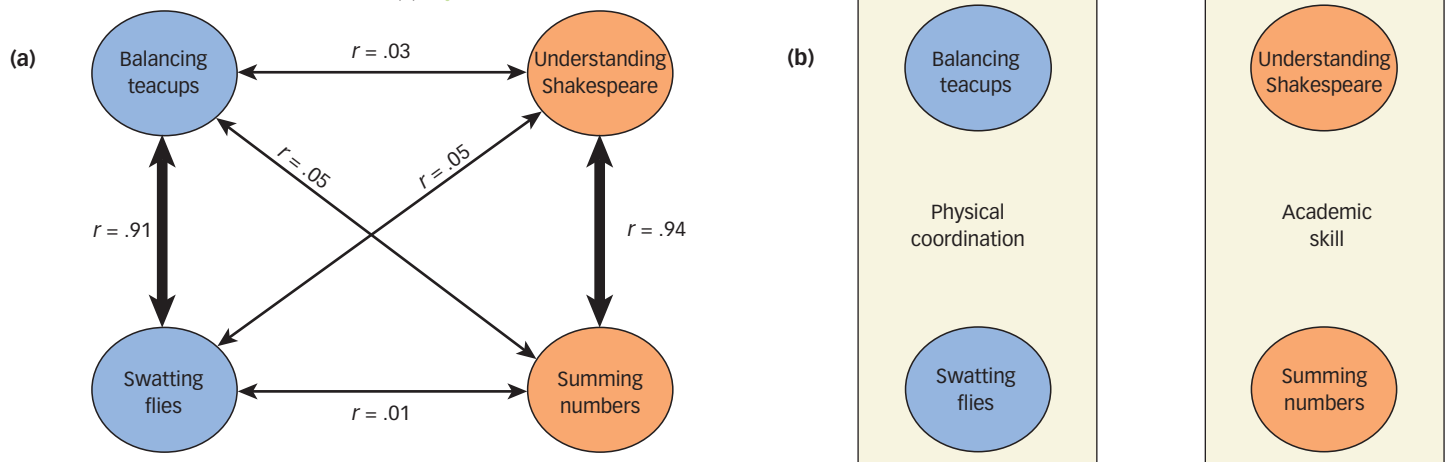 (a)
Balancing
teacups
r = .03
Understanding
Shakespeare
r = .05
r = .05
r = .91
r = .94
Swatting
flies
r = .01
Summing
numbers
(b)
Balancing
teacups
Understanding
Shakespeare
Physical
coordination
Academic
skill
Swatting
flies
Summing
numbers